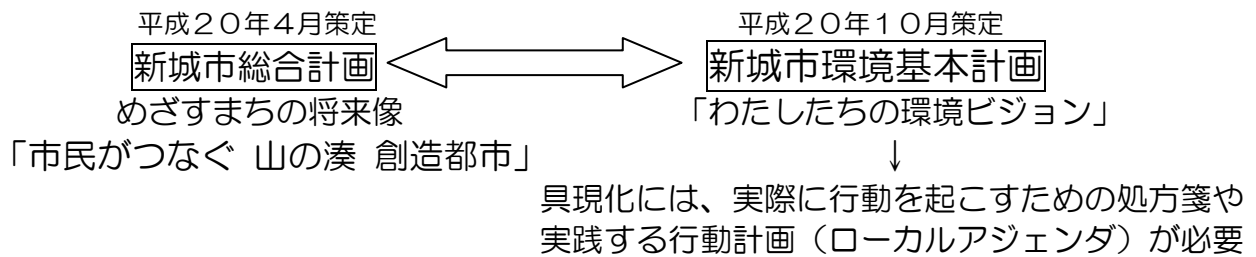 平成２０年４月策定
新城市総合計画
めざすまちの将来像
「市民がつなぐ 山の湊 創造都市」
平成２０年１０月策定
新城市環境基本計画
「わたしたちの環境ビジョン」
↓
具現化には、実際に行動を起こすための処方箋や
実践する行動計画（ローカルアジェンダ）が必要